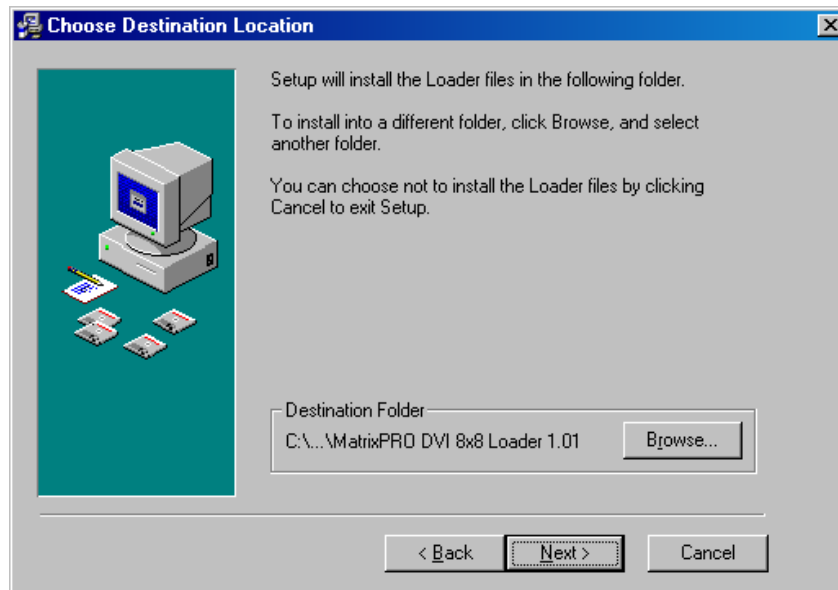 Choose Destination Location
Setup will install the Loader files in the following folder.
To install into a different folder, click Browse, and select
another folder.
You can choose not to install the Loader files by clicking
Cancel to exit Setup.
Destination Folder
C:\...\MatrixPRO DVI 8x8 Loader 1.01
Browse...
< Back
Next >
Cancel